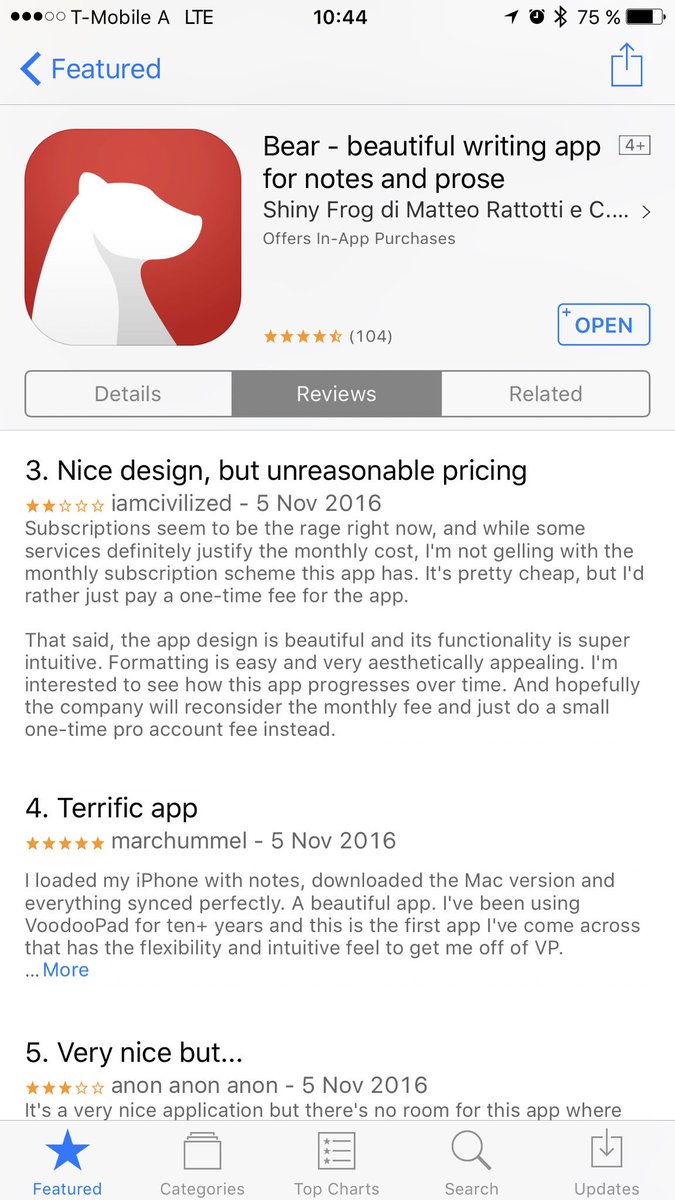 T-Mobile A LTE 10:44 75 %
Featured
Bear - beautiful writing app 4+
for notes and prose
Shiny Frog di Matteo Rattotti e C....
Offers In-App Purchases
(104)
+ OPEN
Details Reviews Related
3. Nice design, but unreasonable pricing
iamcivilized - 5 Nov 2016
Subscriptions seem to be the rage right now, and while some
services definitely justify the monthly cost, I'm not gelling with the
monthly subscription scheme this app has. It's pretty cheap, but I'd
rather just pay a one-time fee for the app.
That said, the app design is beautiful and its functionality is super
intuitive. Formatting is easy and very aesthetically appealing. I'm
interested to see how this app progresses over time. And hopefully
the company will reconsider the monthly fee and just do a small
one-time pro account fee instead.
4. Terrific app
marchummel - 5 Nov 2016
I loaded my iPhone with notes, downloaded the Mac version and
everything synced perfectly. A beautiful app. I've been using
VoodooPad for ten+ years and this is the first app I've come across
that has the flexibility and intuitive feel to get me off of VP.
... More
5. Very nice but...
anon anon anon - 5 Nov 2016
It's a very nice application but there's no room for this app where
Featured Categories Top Charts Search Updates